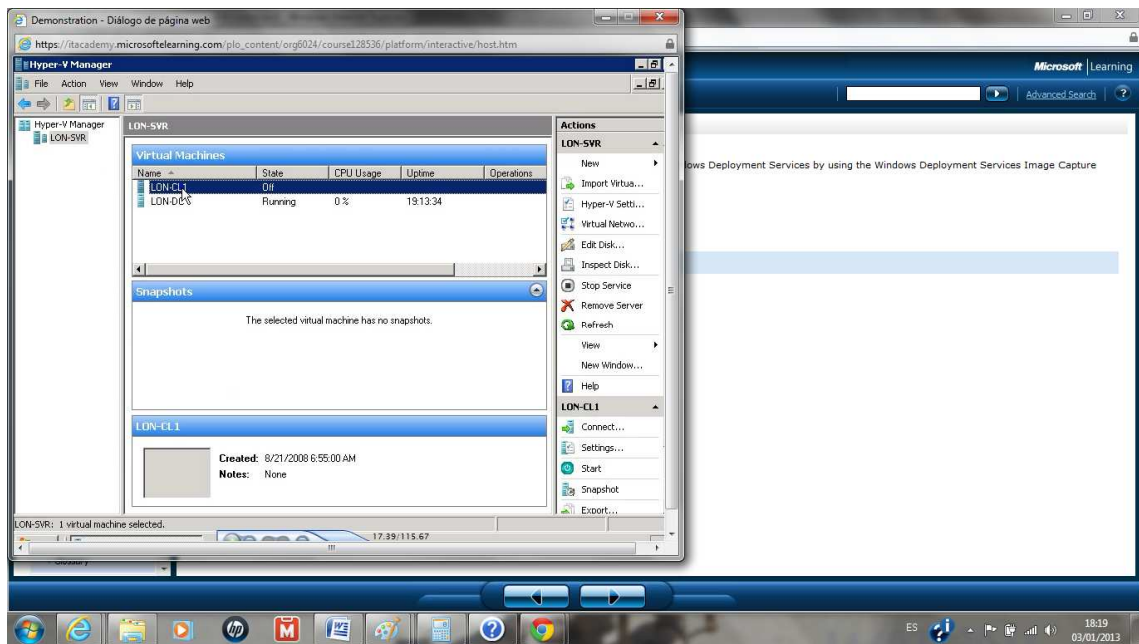 Demonstration - Diálogo de página web
https://itacademy.microsoftelearning.com/plo_content/org6024/course128536/platform/interactive/host.htm
Hyper-V Manager
File Action View Window Help
Hyper-V Manager
LON-SVR
LON-SVR
Virtual Machines
Name State CPU Usage Uptime Operations
LON-CL1 Off
LON-DC1 Running 0 % 19:13:34
Snapshots
The selected virtual machine has no snapshots.
LON-CL1
Created: 8/21/2008 6:55:00 AM
Notes: None
Actions
LON-SVR
New
Import Virtua...
Hyper-V Setti...
Virtual Netwo...
Edit Disk...
Inspect Disk...
Stop Service
Remove Server
Refresh
View
New Window...
Help
LON-CL1
Connect...
Settings...
Start
Snapshot
Export...
LON-SVR: 1 virtual machine selected.
17.39/115.67
Microsoft | Learning
Advanced Search
ows Deployment Services by using the Windows Deployment Services Image Capture
Glossary
hp
ES
18:19
03/01/2013